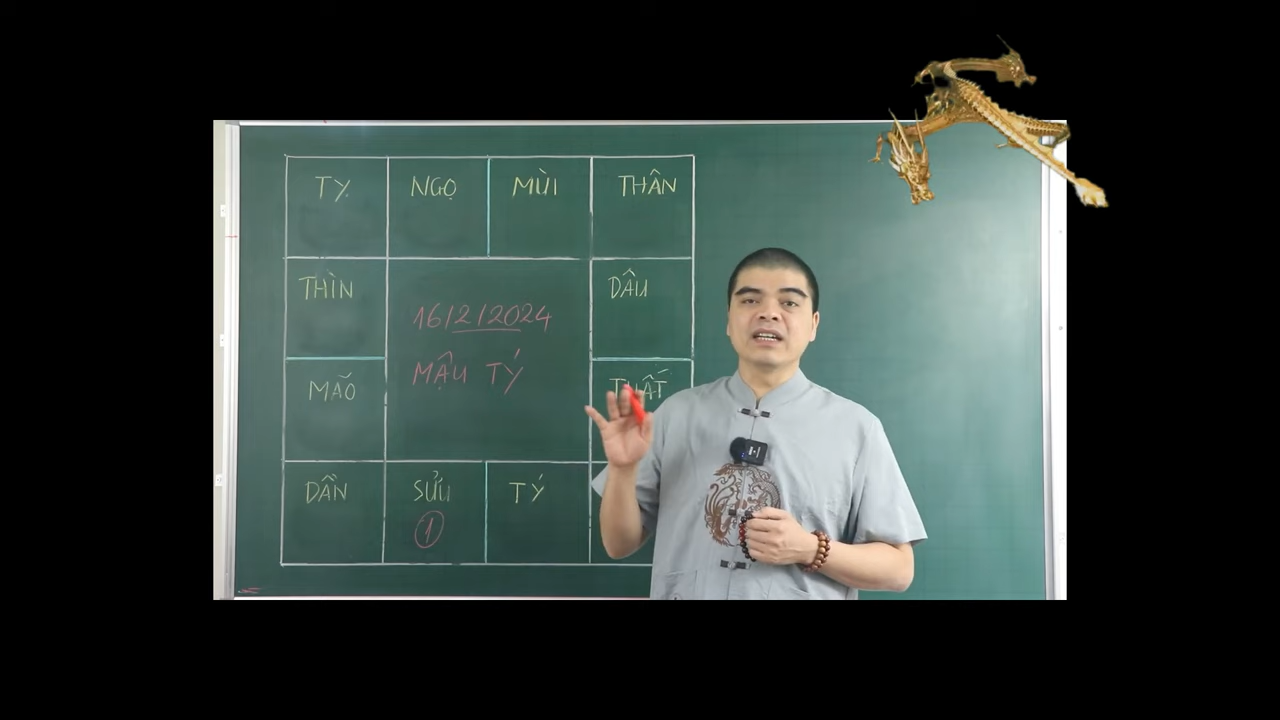 TỴ
NGỌ
MÙI
THÂN
THÌN
DẬU
16/2/2024
MẬU TÝ
MÃO
DẦN
SỬU
TÝ
1